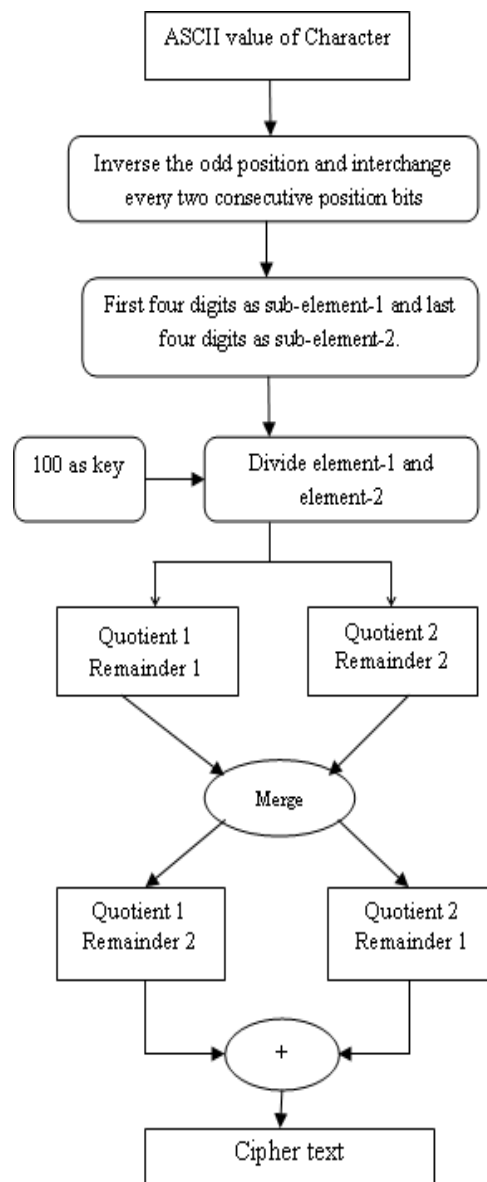 ASCII value of Character
Inverse the odd position and interchange
every two consecutive position bits
First four digits as sub-element-1 and last
four digits as sub-element-2.
100 as key
Divide element-1 and
element-2
Quotient 1
Remainder 1
Quotient 2
Remainder 2
Merge
Quotient 1
Remainder 2
Quotient 2
Remainder 1
+
Cipher text